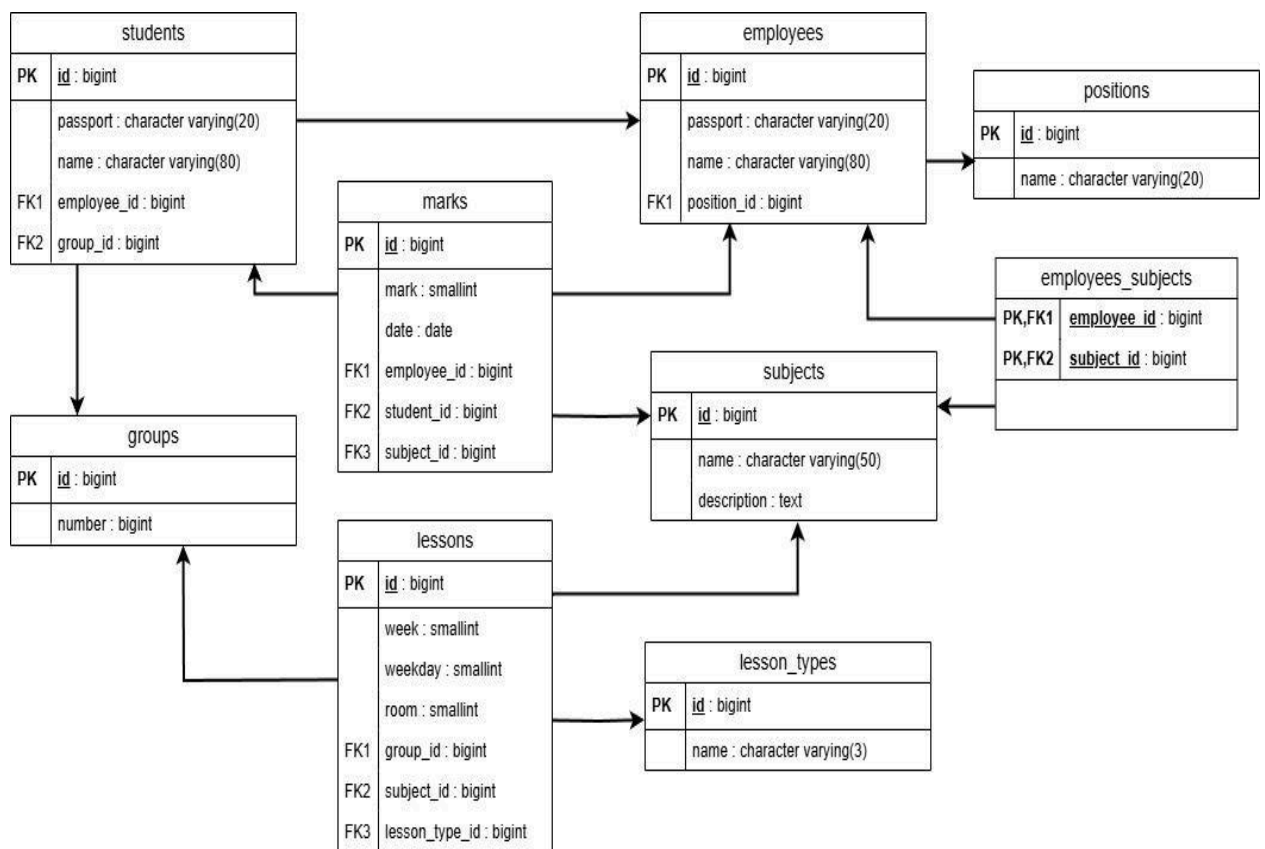 students
PK id : bigint
passport : character varying(20)
name : character varying(80)
FK1 employee_id : bigint
FK2 group_id : bigint
employees
PK id : bigint
passport : character varying(20)
name : character varying(80)
FK1 position_id : bigint
positions
PK id : bigint
name : character varying(20)
marks
PK id : bigint
mark : smallint
date : date
FK1 employee_id : bigint
FK2 student_id : bigint
FK3 subject_id : bigint
employees_subjects
PK,FK1 employee_id : bigint
PK,FK2 subject_id : bigint
subjects
PK id : bigint
name : character varying(50)
description : text
groups
PK id : bigint
number : bigint
lessons
PK id : bigint
week : smallint
weekday : smallint
room : smallint
FK1 group_id : bigint
FK2 subject_id : bigint
FK3 lesson_type_id : bigint
lesson_types
PK id : bigint
name : character varying(3)